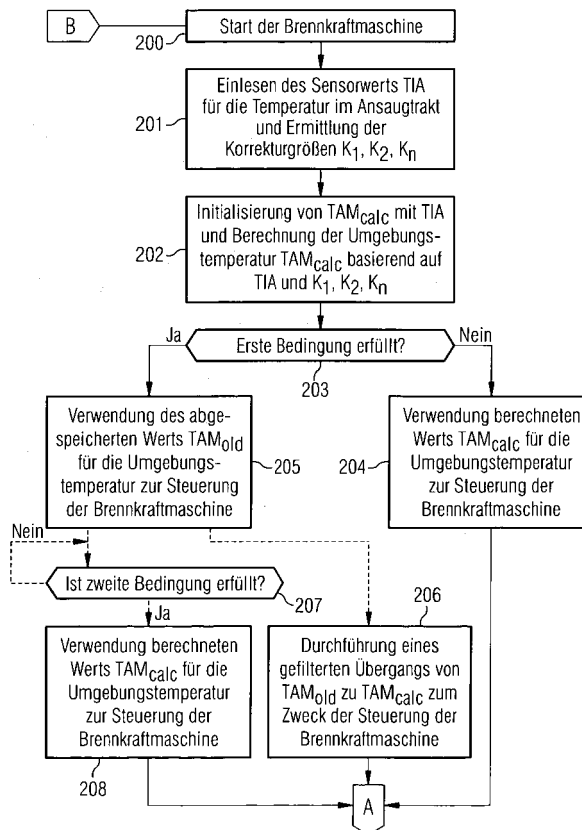 B
Start der Brennkraftmaschine
200
Einlesen des Sensorwerts TIA
für die Temperatur im Ansaugtrakt
und Ermittlung der
Korrekturgrößen K1, K2, Kn
201
Initialisierung von TAMcalc mit TIA
und Berechnung der Umgebungs-
temperatur TAMcalc basierend auf
TIA und K1, K2, Kn
202
Ja
Erste Bedingung erfüllt?
Nein
203
Verwendung des abge-
speicherten Werts TAMold
für die Umgebungs-
temperatur zur Steuerung
der Brennkraftmaschine
205
Verwendung berechneten
Werts TAMcalc für die
Umgebungstemperatur
zur Steuerung der
Brennkraftmaschine
204
Nein
Ist zweite Bedingung erfüllt?
207
Ja
Verwendung berechneten
Werts TAMcalc für die
Umgebungstemperatur
zur Steuerung der
Brennkraftmaschine
208
206
Durchführung eines
gefilterten Übergangs von
TAMold zu TAMcalc zum
Zweck der Steuerung der
Brennkraftmaschine
A